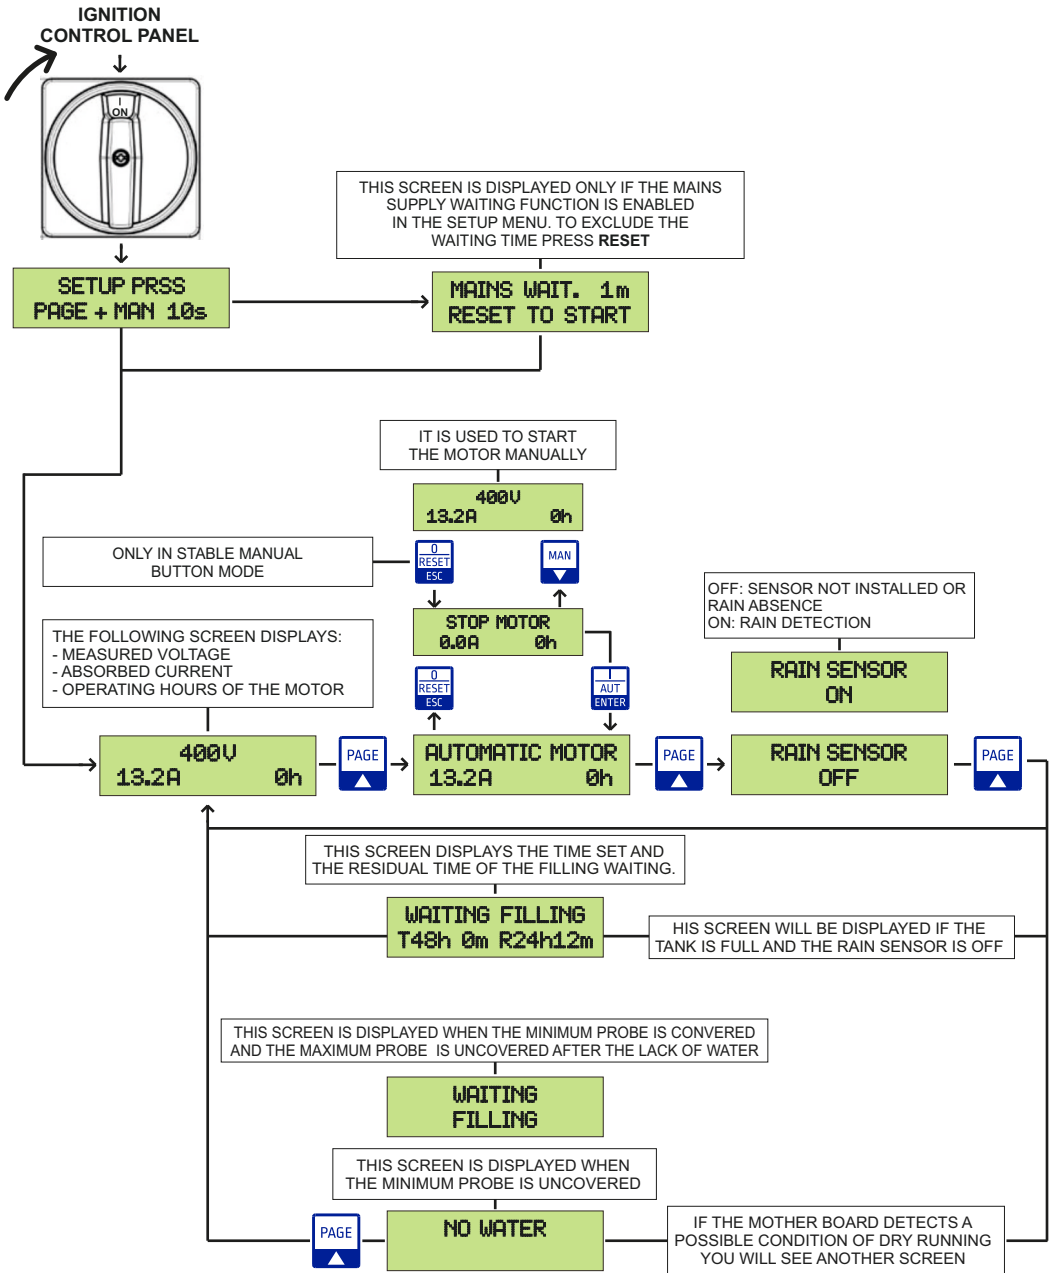 IGNITION
CONTROL PANEL
I
ON
THIS SCREEN IS DISPLAYED ONLY IF THE MAINS
SUPPLY WAITING FUNCTION IS ENABLED
IN THE SETUP MENU. TO EXCLUDE THE
WAITING TIME PRESS RESET
SETUP PRSS
PAGE + MAN 10s
MAINS WAIT. 1m
RESET TO START
IT IS USED TO START
THE MOTOR MANUALLY
400V
13.2A 0h
ONLY IN STABLE MANUAL
BUTTON MODE
0
RESET
ESC
MAN
OFF: SENSOR NOT INSTALLED OR
RAIN ABSENCE
ON: RAIN DETECTION
STOP MOTOR
0.0A 0h
THE FOLLOWING SCREEN DISPLAYS:
- MEASURED VOLTAGE
- ABSORBED CURRENT
- OPERATING HOURS OF THE MOTOR
RAIN SENSOR
ON
0
RESET
ESC
I
AUT
ENTER
400V
13.2A 0h
PAGE
AUTOMATIC MOTOR
13.2A 0h
PAGE
RAIN SENSOR
OFF
PAGE
THIS SCREEN DISPLAYS THE TIME SET AND
THE RESIDUAL TIME OF THE FILLING WAITING.
WAITING FILLING
T48h 0m R24h12m
HIS SCREEN WILL BE DISPLAYED IF THE
TANK IS FULL AND THE RAIN SENSOR IS OFF
THIS SCREEN IS DISPLAYED WHEN THE MINIMUM PROBE IS CONVERED
AND THE MAXIMUM PROBE IS UNCOVERED AFTER THE LACK OF WATER
WAITING
FILLING
THIS SCREEN IS DISPLAYED WHEN
THE MINIMUM PROBE IS UNCOVERED
PAGE
NO WATER
IF THE MOTHER BOARD DETECTS A
POSSIBLE CONDITION OF DRY RUNNING
YOU WILL SEE ANOTHER SCREEN